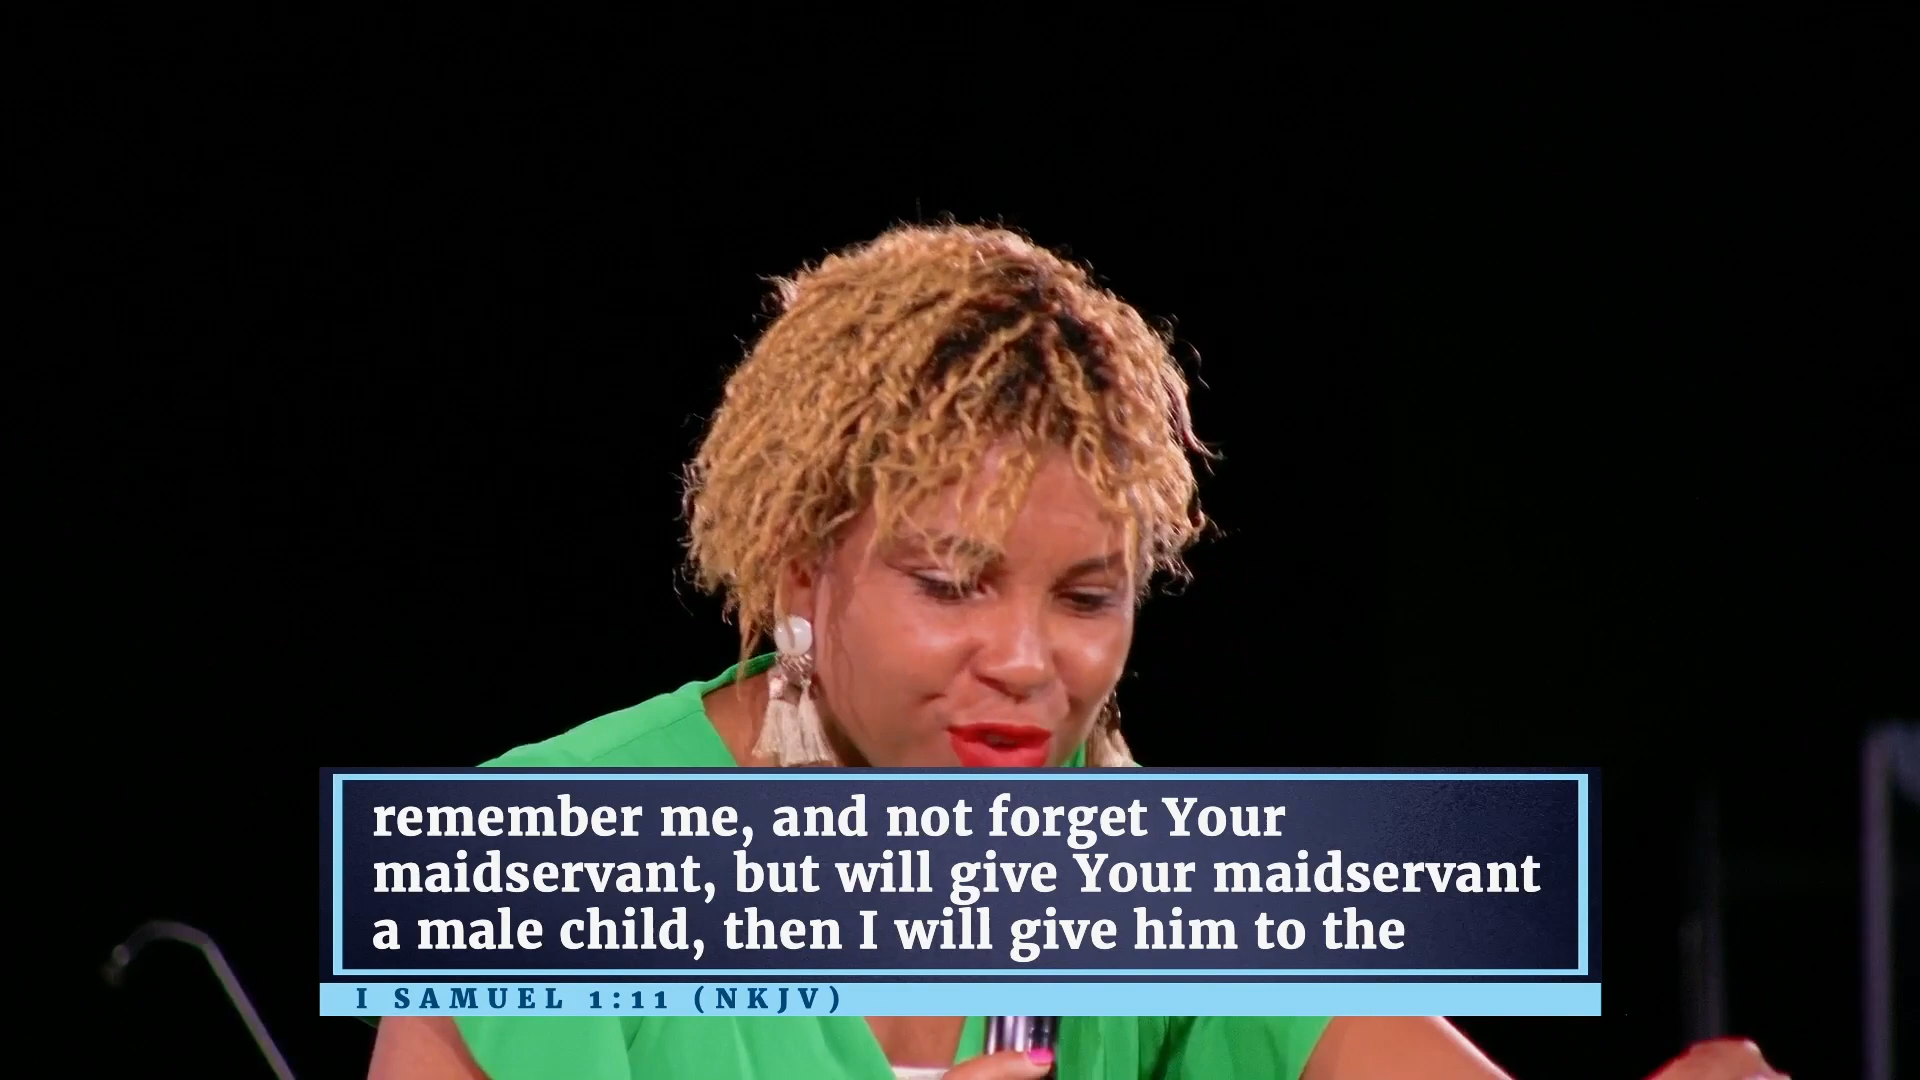 remember me, and not forget Your
maidservant, but will give Your maidservant
a male child, then I will give him to the
I SAMUEL 1:11 (NKJV)